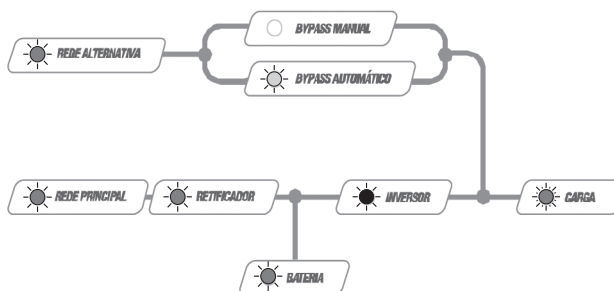 BYPASS MANUAL
REDE ALTERNATIVA
BYPASS AUTOMÁTICO
REDE PRINCIPAL
RETIFICADOR
INVERSOR
CARGA
BATERIA